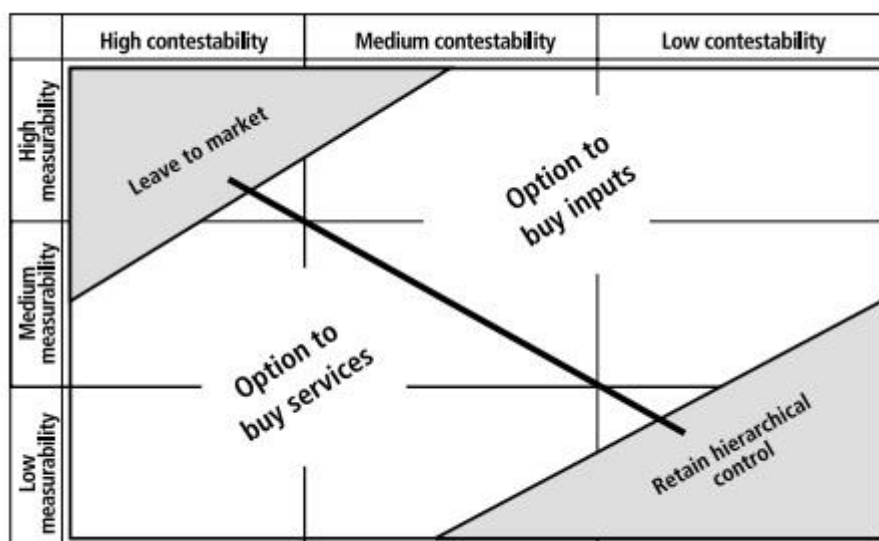 High contestability
Medium contestability
Low contestability
High
measurability
Leave to market
Option to
buy inputs
Medium
measurability
Option to
buy services
Low
measurability
Retain hierarchical
control